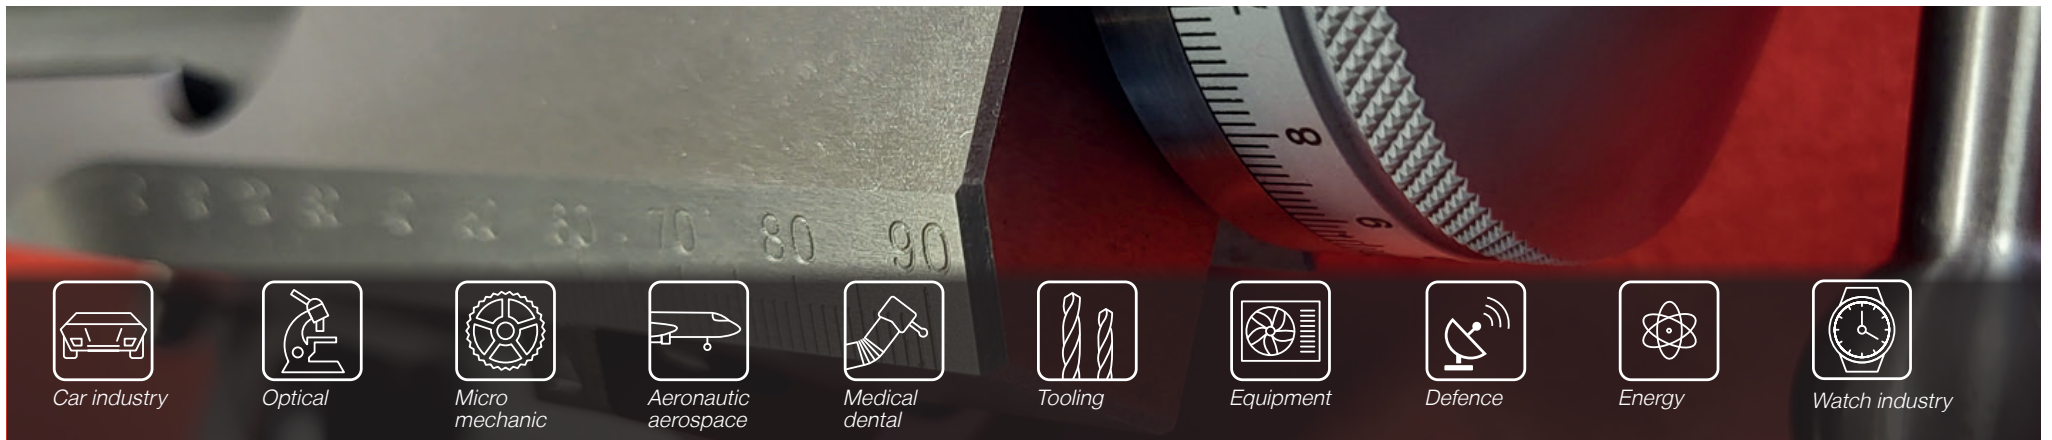 70
80
90
8
9
Car industry
Optical
Micro
mechanic
Aeronautic
aerospace
Medical
dental
Tooling
Equipment
Defence
Energy
Watch industry